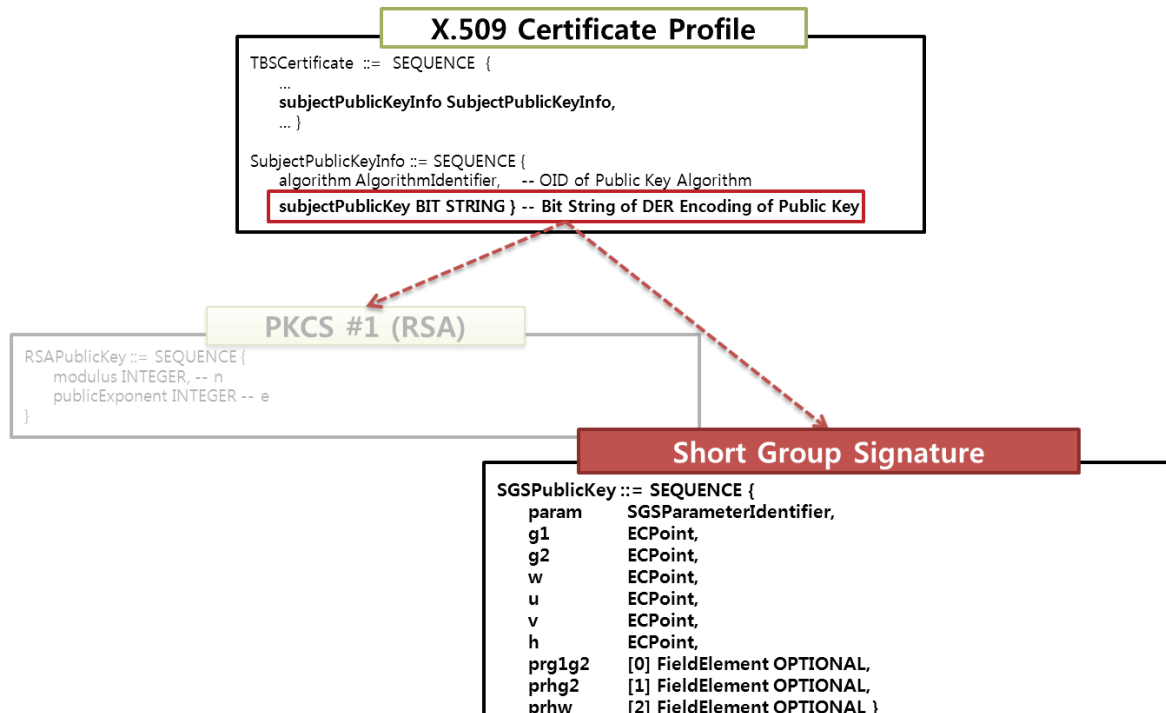 X.509 Certificate Profile
TBSCertificate ::= SEQUENCE {
...
subjectPublicKeyInfo SubjectPublicKeyInfo,
... }
SubjectPublicKeyInfo ::= SEQUENCE {
algorithm AlgorithmIdentifier, -- OID of Public Key Algorithm
subjectPublicKey BIT STRING } -- Bit String of DER Encoding of Public Key
PKCS #1 (RSA)
RSAPublicKey ::= SEQUENCE {
modulus INTEGER, -- n
publicExponent INTEGER -- e
}
Short Group Signature
SGSPublicKey ::= SEQUENCE {
param SGSParameterIdentifier,
g1 ECPoint,
g2 ECPoint,
w ECPoint,
u ECPoint,
v ECPoint,
h ECPoint,
prg1g2 [0] FieldElement OPTIONAL,
prhg2 [1] FieldElement OPTIONAL,
prhw [2] FieldElement OPTIONAL }